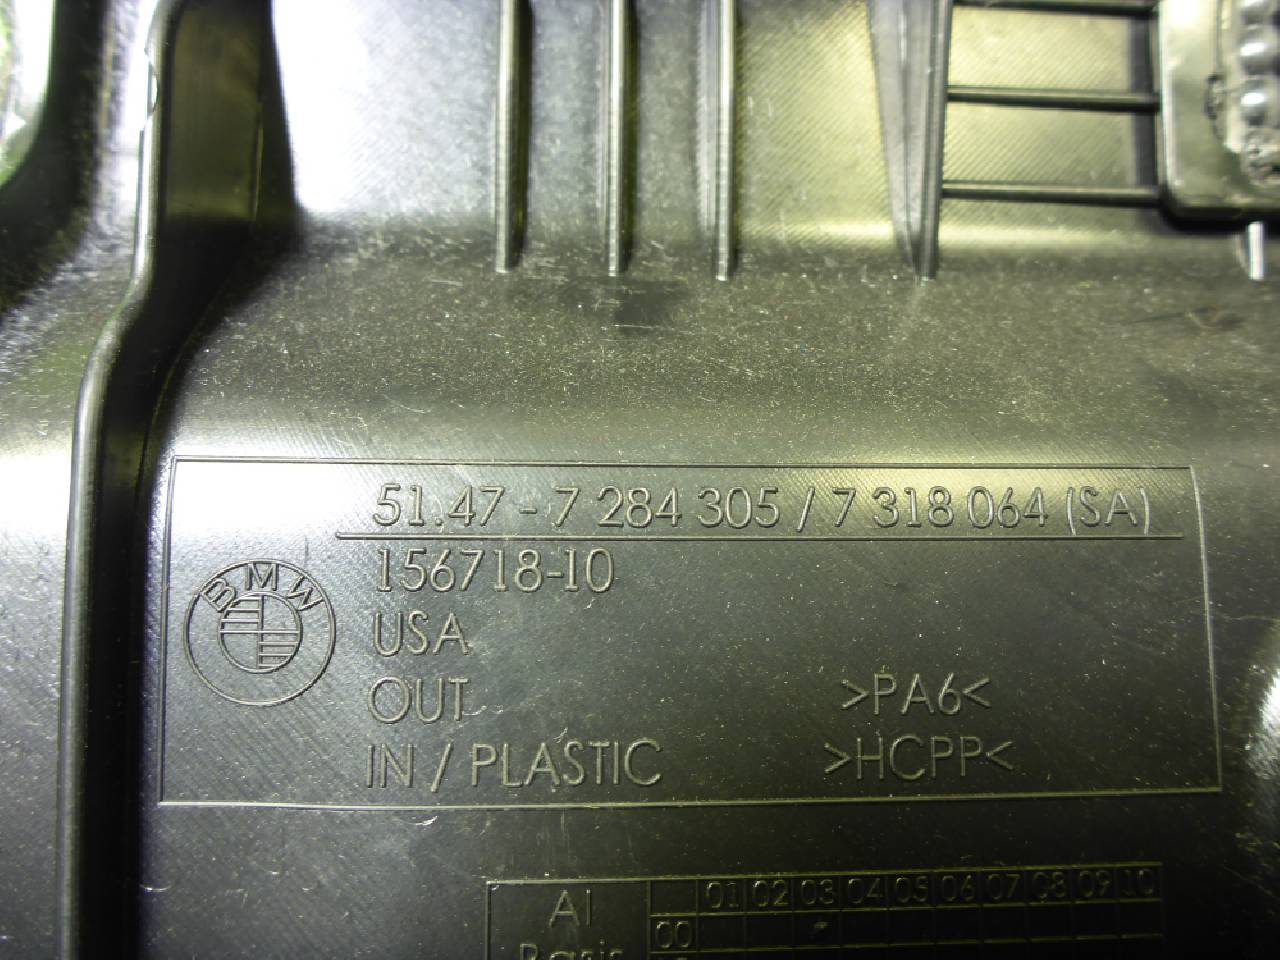 51.47 - 7 284 305 / 7 318 064 (SA)
156718-10
BMW
USA
OUT >PA6<
IN / PLASTIC >HCPP<
AI 01 02 03 04 05 06 07 08 09 10
Basis 00